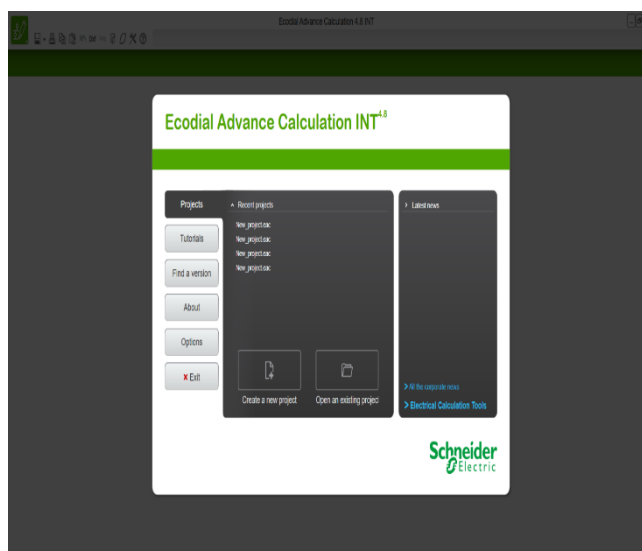 Ecodial Advance Calculation 4.8 INT
Ecodial Advance Calculation INT 4.8
Projects
Tutorials
Find a version
About
Options
x Exit
Recent projects
New_project.eac
New_project.eac
New_project.eac
New_project.eac
Create a new project
Open an existing project
Latest news
All the corporate news
Electrical Calculation Tools
Schneider
Electric